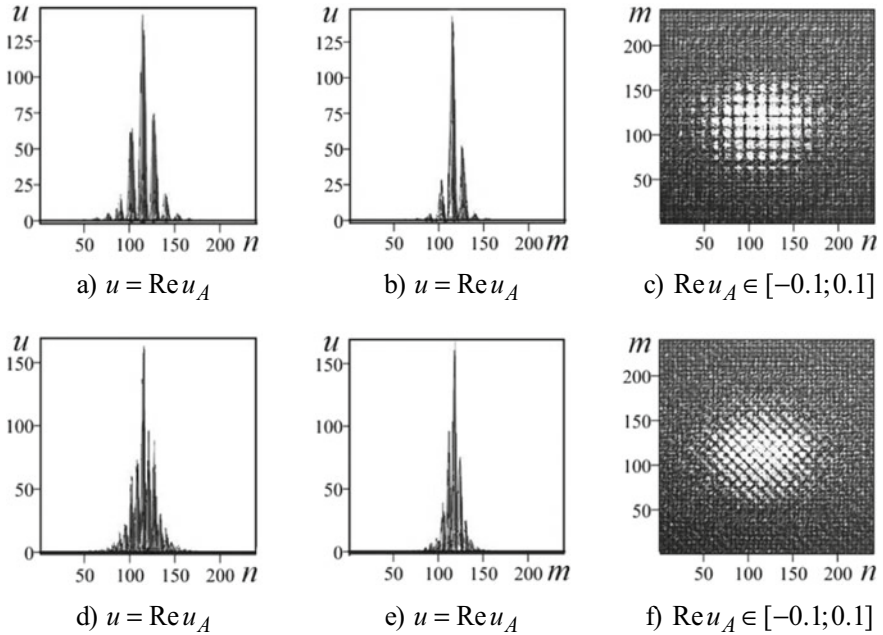 u
125
100
75
50
25
0
50 100 150 200 n
a) u = Re u_A
u
125
100
75
50
25
0
50 100 150 200 m
b) u = Re u_A
m
200
150
100
50
50 100 150 200 n
c) Re u_A ∈ [−0.1;0.1]
u
150
100
50
0
50 100 150 200 n
d) u = Re u_A
u
150
100
50
0
50 100 150 200 m
e) u = Re u_A
m
200
150
100
50
50 100 150 200 n
f) Re u_A ∈ [−0.1;0.1]